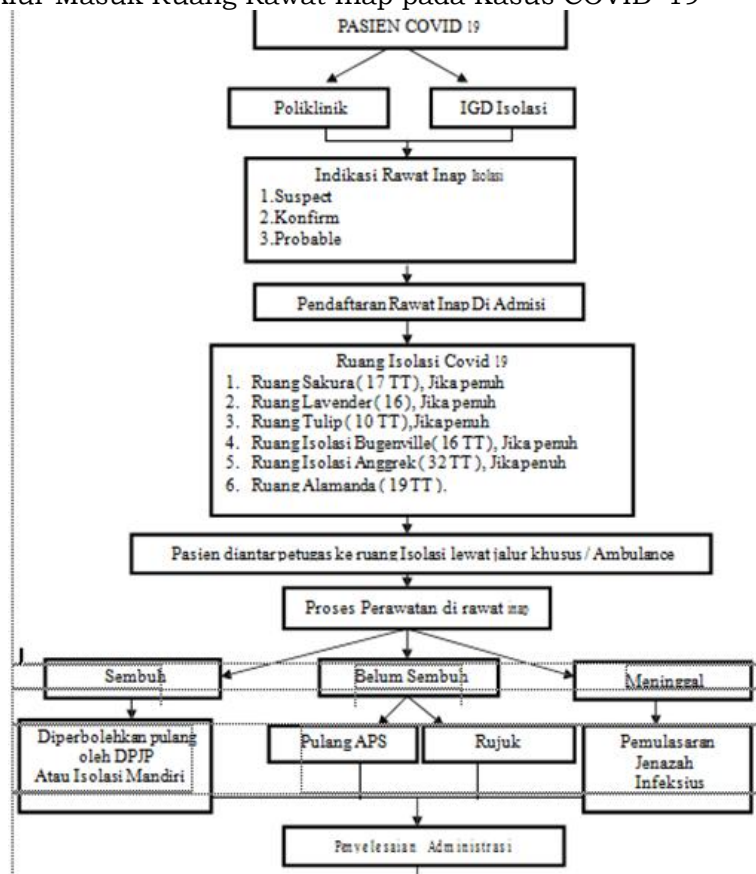 Masuk Ruang Rawat Inap pada Kasus COVID-19
PASIEN COVID 19
Poliklinik
IGD Isolasi
Indikasi Rawat Inap Isolasi
1.Suspect
2.Konfirm
3.Probable
Pendaftaran Rawat Inap Di Admisi
Ruang Isolasi Covid 19
1. Ruang Sakura ( 17 TT ), Jika penuh
2. Ruang Lavender ( 16 ), Jika penuh
3. Ruang Tulip ( 10 TT ),Jika penuh
4. Ruang Isolasi Bugenville ( 16 TT ), Jika penuh
5. Ruang Isolasi Anggrek ( 32 TT ), Jika penuh
6. Ruang Alamanda ( 19 TT ).
Pasien diantar petugas ke ruang Isolasi lewat jalur khusus / Ambulance
Proses Perawatan di rawat inap
J
Sembuh
Belum Sembuh
Meninggal
Diperbolehkan pulang
oleh DPJP
Atau Isolasi Mandiri
Pulang APS
Rujuk
Pemulasaran
Jenazah
Infeksius
Penyelesaian Administrasi